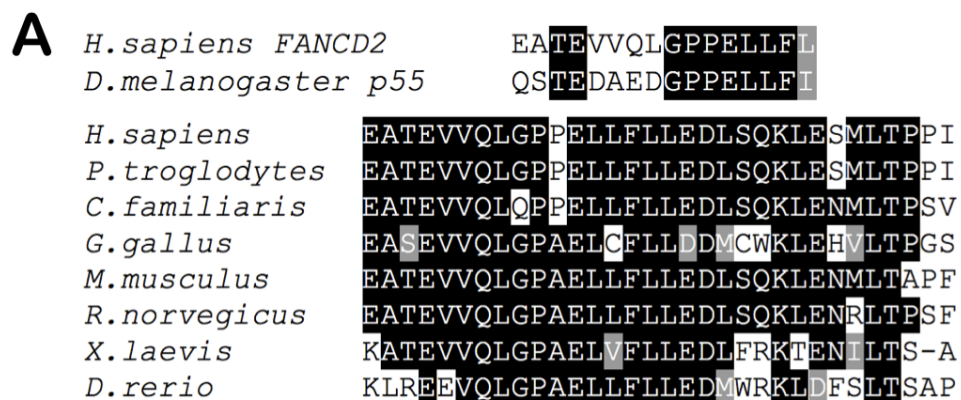 A
H.sapiens FANCD2 EATEVVQLGPPELLFL
D.melanogaster p55 QSTEDAEDGPPELLFI
H.sapiens EATEVVQLGPPELLFLLEDLSQKLESMLTPPI
P.troglodytes EATEVVQLGPPELLFLLEDLSQKLESMLTPPI
C.familiaris EATEVVQLQPPELLFLLEDLSQKLENMLTPSV
G.gallus EASEVVQLGPAELCFLLDDMCWKLEHVLTPGS
M.musculus EATEVVQLGPAELLFLLEDLSQKLENMLTAPF
R.norvegicus EATEVVQLGPAELLFLLEDLSQKLENRLTPSF
X.laevis KATEVVQLGPAELVFLLEDLFRKTENILTS-A
D.rerio KLREEVQLGPAELLFLLEDMWRKLDFSLTSAP